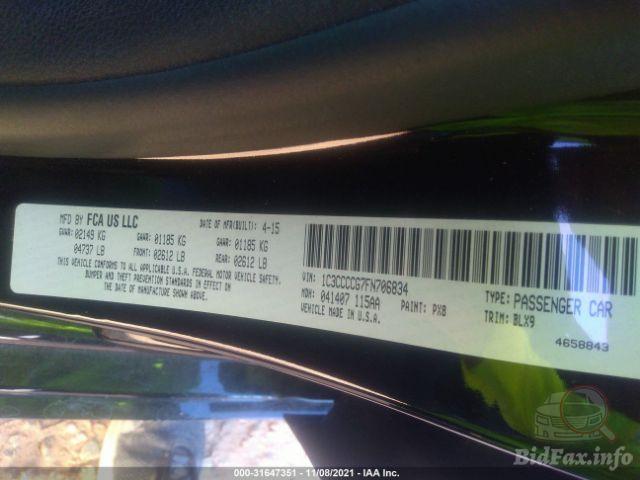 MFD BY FCA US LLC DATE OF MFR(BUILT): 4-15
GVWR: 02149 KG GAWR: 01185 KG GAWR: 01185 KG
04737 LB FRONT: 02612 LB REAR: 02612 LB
THIS VEHICLE CONFORMS TO ALL APPLICABLE U.S.A. FEDERAL MOTOR VEHICLE SAFETY,
BUMPER AND THEFT PREVENTION STANDARDS IN EFFECT ON THE
DATE OF MANUFACTURE SHOWN ABOVE.
VIN: 1C3CCCCG7FN706834 TYPE: PASSENGER CAR
MDH: 041407 115AA PAINT: PX8 TRIM: BLX9
VEHICLE MADE IN U.S.A. 4658843
000-31647351 - 11/08/2021 - IAA Inc.
BidFax.info